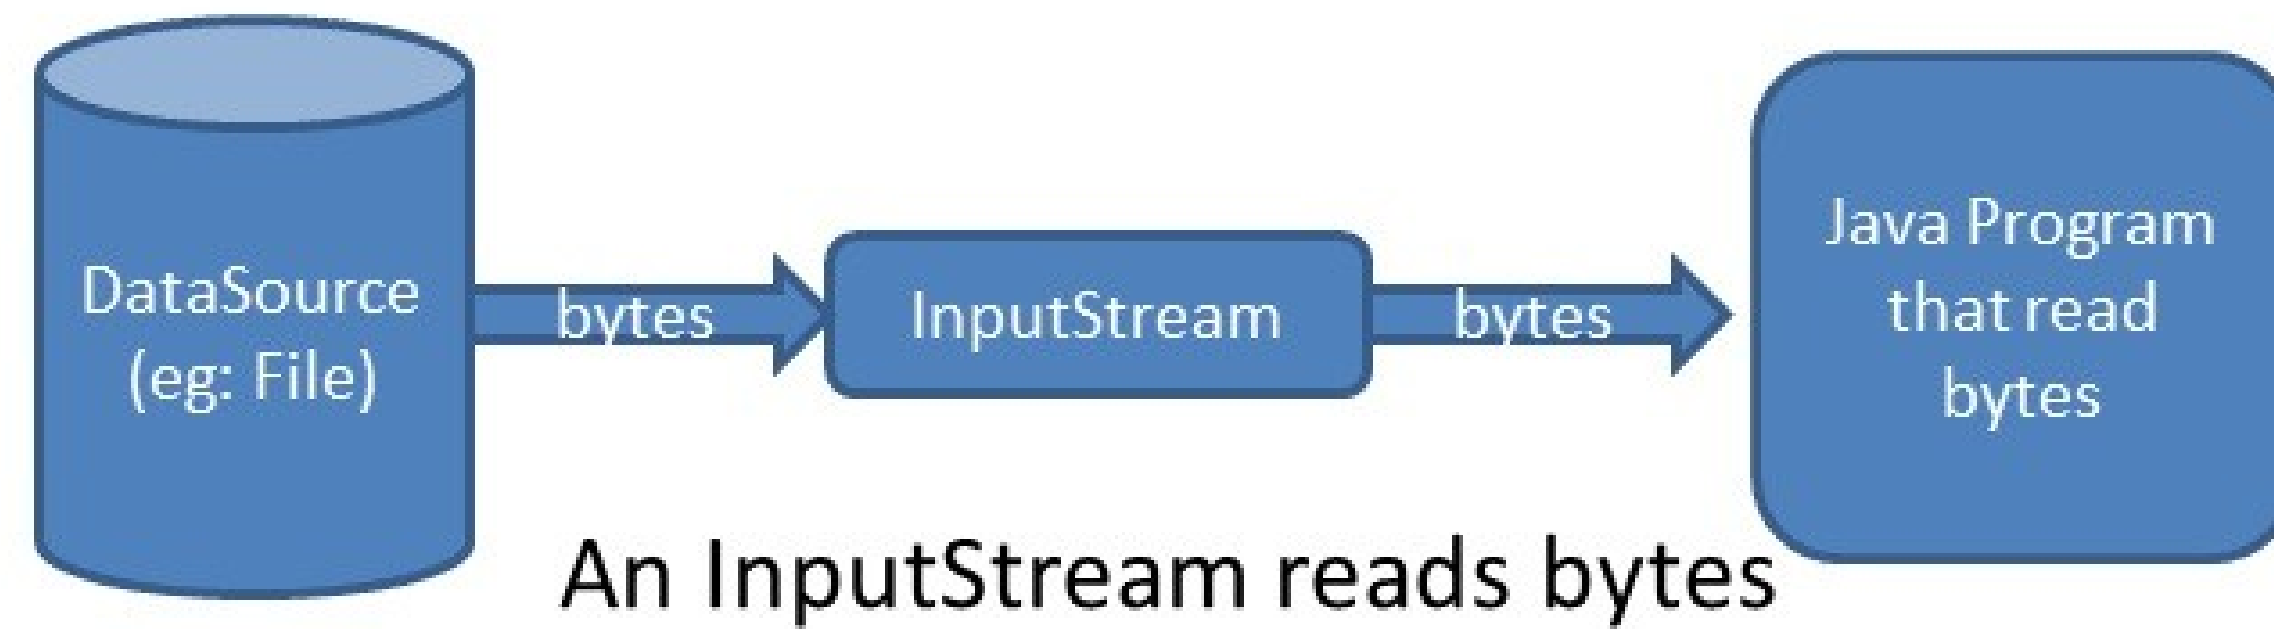 DataSource
(eg: File)
bytes
InputStream
bytes
Java Program
that read
bytes
An InputStream reads bytes